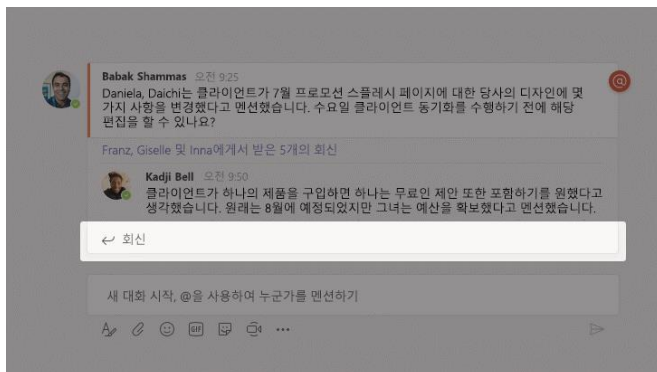 Babak Shammas 오전 9:25
Daniela, Daichi는 클라이언트가 7월 프로모션 스플래시 페이지에 대한 당사의 디자인에 몇
가지 사항을 변경했다고 멘션했습니다. 수요일 클라이언트 동기화를 수행하기 전에 해당
편집을 할 수 있나요?
Franz, Giselle 및 Inna에게서 받은 5개의 회신
Kadji Bell 오전 9:50
클라이언트가 하나의 제품을 구입하면 하나는 무료인 제안 또한 포함하기를 원했다고
생각했습니다. 원래는 8월에 예정되었지만 그녀는 예산을 확보했다고 멘션했습니다.
회신
새 대화 시작, @을 사용하여 누군가를 멘션하기
GIF